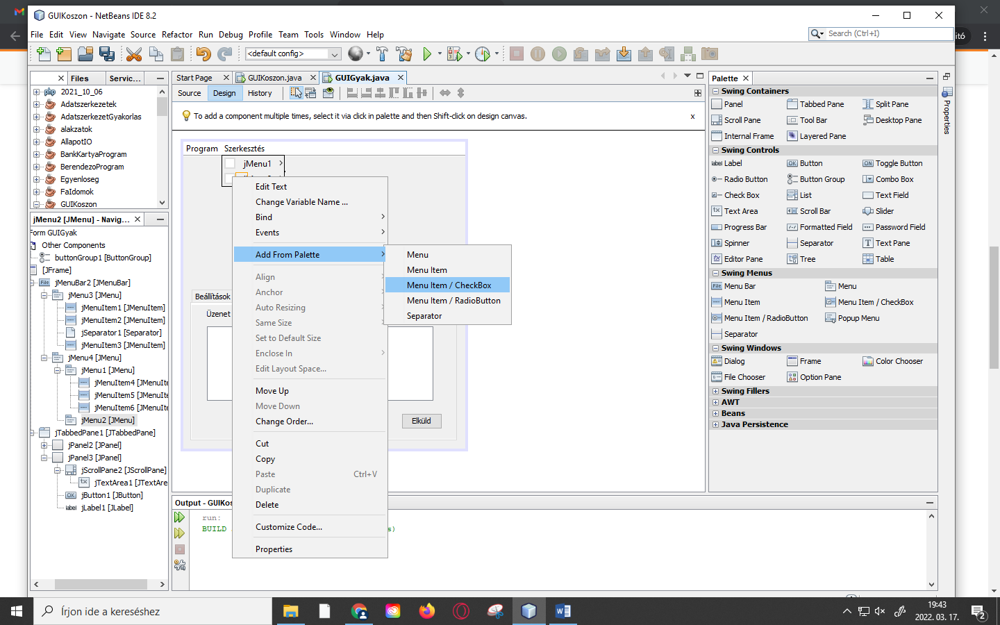 GUIKoszon - NetBeans IDE 8.2
File Edit View Navigate Source Refactor Run Debug Profile Team Tools Window Help
Search (Ctrl+I)
itó
<default config>
Files Servic...
2021_10_06
Adatszerkezetek
AdatszerkezetGyakorlas
alakzatok
AllapotIO
BankKartyaProgram
BerendezoProgram
Egyenloseg
FaIdomok
GUIKoszon
jMenu2 [JMenu] - Navig...
Form GUIGyak
Other Components
buttonGroup1 [ButtonGroup]
[JFrame]
jMenuBar2 [JMenuBar]
jMenu3 [JMenu]
jMenuItem1 [JMenuItem]
jMenuItem2 [JMenuItem]
jSeparator1 [Separator]
jMenuItem3 [JMenuItem]
jMenu4 [JMenu]
jMenu1 [JMenu]
jMenuItem4 [JMenuIte
jMenuItem5 [JMenuIte
jMenuItem6 [JMenuIte
jMenu2 [JMenu]
jTabbedPane1 [JTabbedPane]
jPanel2 [JPanel]
jPanel3 [JPanel]
jScrollPane2 [JScrollPane]
jTextArea1 [JTextAre
jButton1 [JButton]
jLabel1 [JLabel]
Start Page GUIKoszon.java GUIGyak.java
Source Design History
To add a component multiple times, select it via click in palette and then Shift-click on design canvas.
x
Program Szerkesztés
jMenu1
Beállítások
Üzenet
Elküld
Edit Text
Change Variable Name ...
Bind
Events
Add From Palette
Align
Anchor
Auto Resizing
Same Size
Set to Default Size
Enclose In
Edit Layout Space...
Move Up
Move Down
Change Order...
Cut
Copy
Paste Ctrl+V
Duplicate
Delete
Customize Code...
Properties
Menu
Menu Item
Menu Item / CheckBox
Menu Item / RadioButton
Separator
Output - GUIKos
run:
BUILD s)
Palette
Swing Containers
Panel Tabbed Pane Split Pane
Scroll Pane Tool Bar Desktop Pane
Internal Frame Layered Pane
Swing Controls
label Label OK Button ON Toggle Button
Radio Button Button Group Combo Box
Check Box List Text Field
Text Area Scroll Bar Slider
Progress Bar Formatted Field Password Field
Spinner Separator Text Pane
Editor Pane Tree Table
Swing Menus
File Menu Bar Menu
Menu Item Menu Item / CheckBox
Menu Item / RadioButton Popup Menu
Separator
Swing Windows
Dialog Frame Color Chooser
File Chooser Option Pane
Swing Fillers
AWT
Beans
Java Persistence
Properties
Írjon ide a kereséshez
19:43
2022. 03. 17.
2